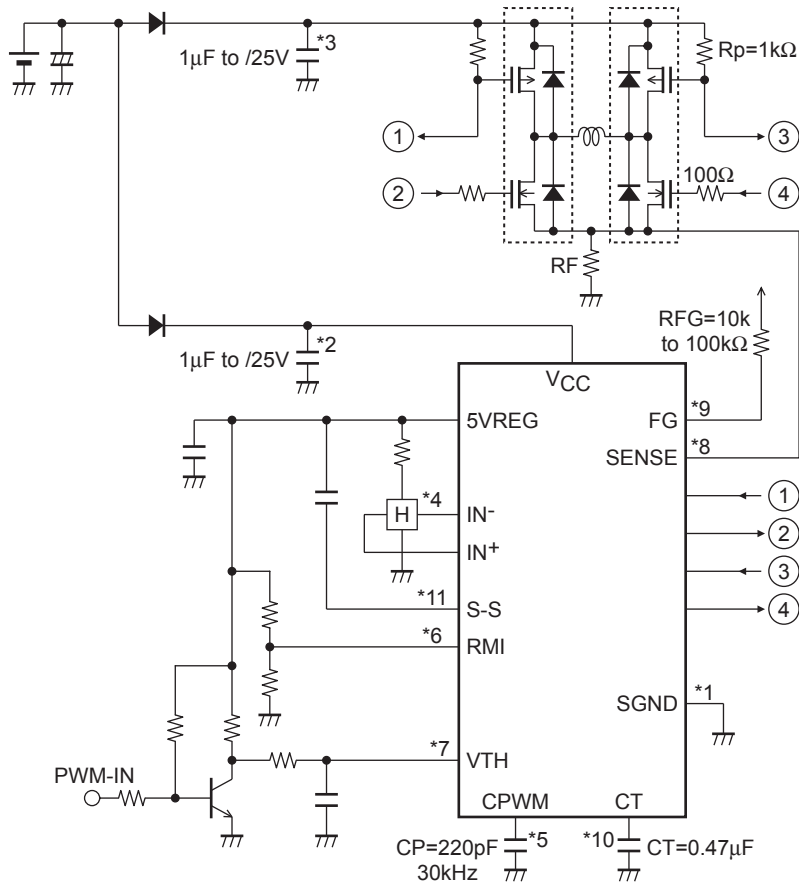 *3
1μF to /25V
Rp=1kΩ
1
3
2
100Ω
4
RF
RFG=10k
to 100kΩ
*2
1μF to /25V
VCC
*9
FG
*8
SENSE
5VREG
*4
H
IN-
IN+
*11
S-S
*6
RMI
1
2
3
4
*1
SGND
*7
VTH
PWM-IN
CPWM
CT
CP=220pF
30kHz
*5
*10
CT=0.47μF